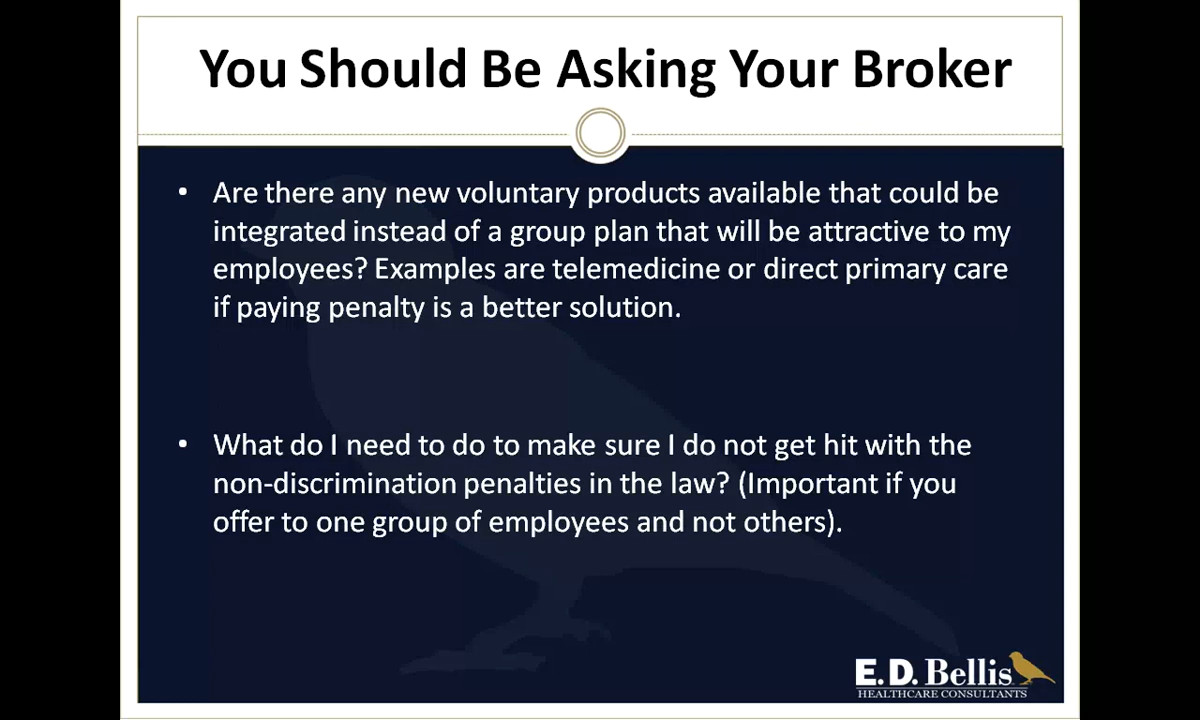 You Should Be Asking Your Broker
• Are there any new voluntary products available that could be
integrated instead of a group plan that will be attractive to my
employees? Examples are telemedicine or direct primary care
if paying penalty is a better solution.
• What do I need to do to make sure I do not get hit with the
non-discrimination penalties in the law? (Important if you
offer to one group of employees and not others).
E.D. Bellis
HEALTHCARE CONSULTANTS